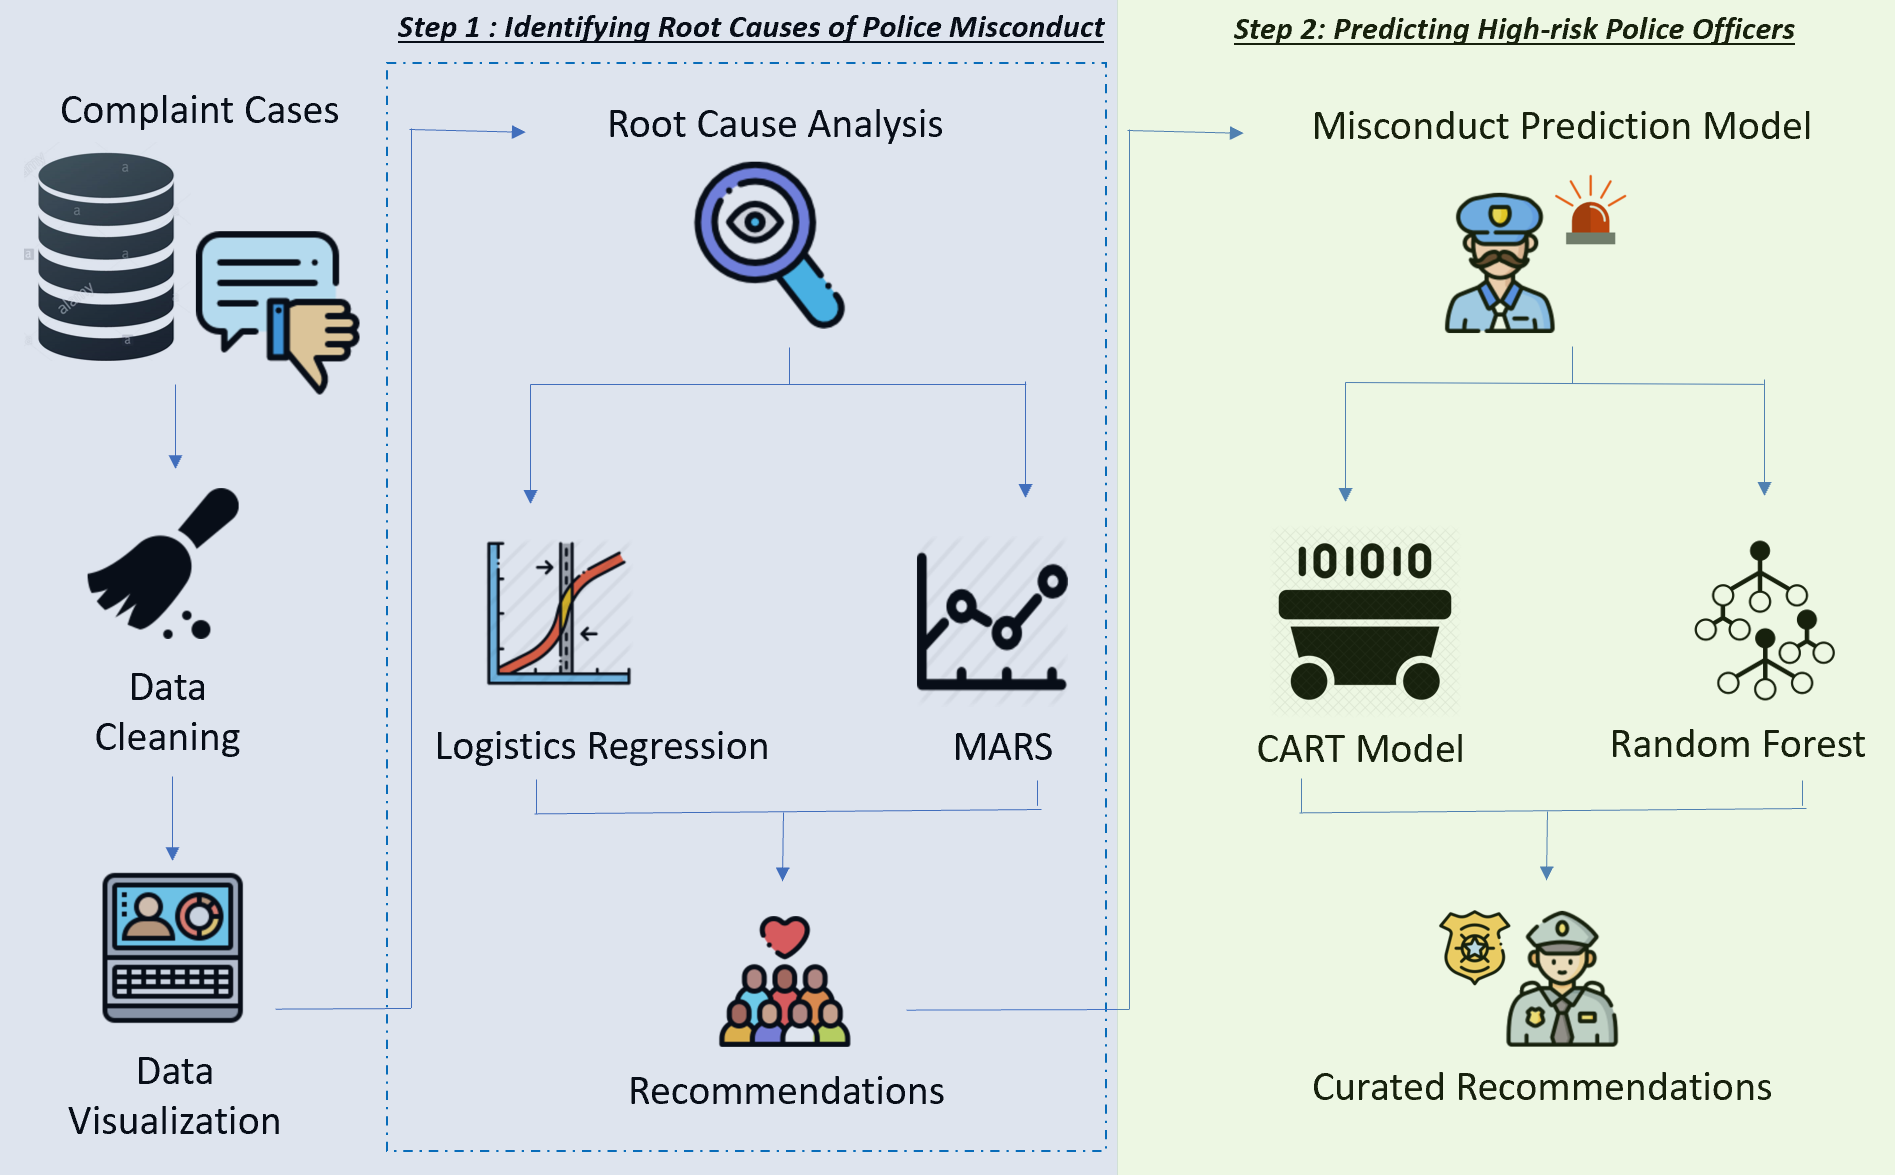 Step 1 : Identifying Root Causes of Police Misconduct
Step 2: Predicting High-risk Police Officers
Complaint Cases
a
a
a
a
a
alamy
a
Data
Cleaning
Data
Visualization
Root Cause Analysis
Logistics Regression
MARS
Recommendations
Misconduct Prediction Model
101010
CART Model
Random Forest
Curated Recommendations